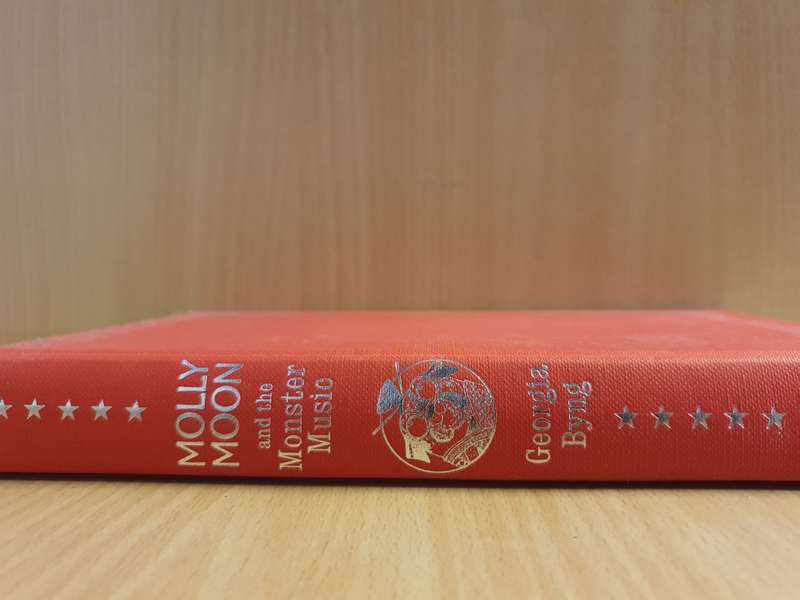 MOLLY
MOON
and the
Monster
Music
Georgia
Byng